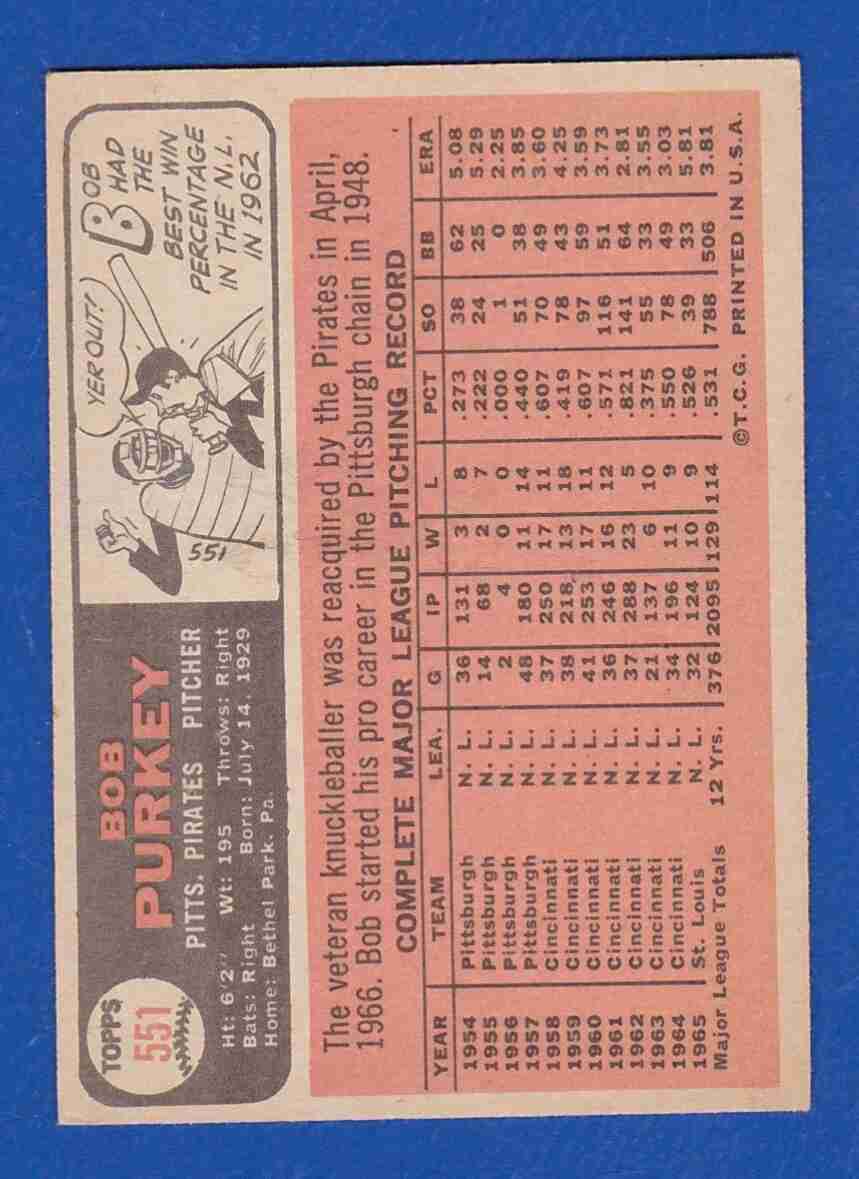 TOPPS
551
BOB
PURKEY
PITTS. PIRATES PITCHER
Ht: 6'2" Wt: 195 Throws: Right
Bats: Right Born: July 14, 1929
Home: Bethel Park, Pa.
YER OUT!
551
BOB
HAD
THE
BEST WIN
PERCENTAGE
IN THE N.L.
IN 1962
The veteran knuckleballer was reacquired by the Pirates in April,
1966. Bob started his pro career in the Pittsburgh chain in 1948.
COMPLETE MAJOR LEAGUE PITCHING RECORD
YEAR TEAM LEA. G IP W L PCT SO BB ERA
1954 Pittsburgh N. L. 36 131 3 8 .273 38 62 5.08
1955 Pittsburgh N. L. 14 68 2 7 .222 24 25 5.29
1956 Pittsburgh N. L. 2 4 0 0 .000 1 0 2.25
1957 Pittsburgh N. L. 48 180 11 14 .440 51 38 3.85
1958 Cincinnati N. L. 37 250 17 11 .607 70 49 3.60
1959 Cincinnati N. L. 38 218 13 18 .419 78 43 4.25
1960 Cincinnati N. L. 41 253 17 11 .607 97 59 3.59
1961 Cincinnati N. L. 36 246 16 12 .571 116 51 3.73
1962 Cincinnati N. L. 37 288 23 5 .821 141 64 2.81
1963 Cincinnati N. L. 21 137 6 10 .375 55 33 3.55
1964 Cincinnati N. L. 34 196 11 9 .550 78 49 3.03
1965 St. Louis N. L. 32 124 10 9 .526 39 33 5.81
Major League Totals 12 Yrs. 376 2095 129 114 .531 788 506 3.81
©T.C.G. PRINTED IN U.S.A.